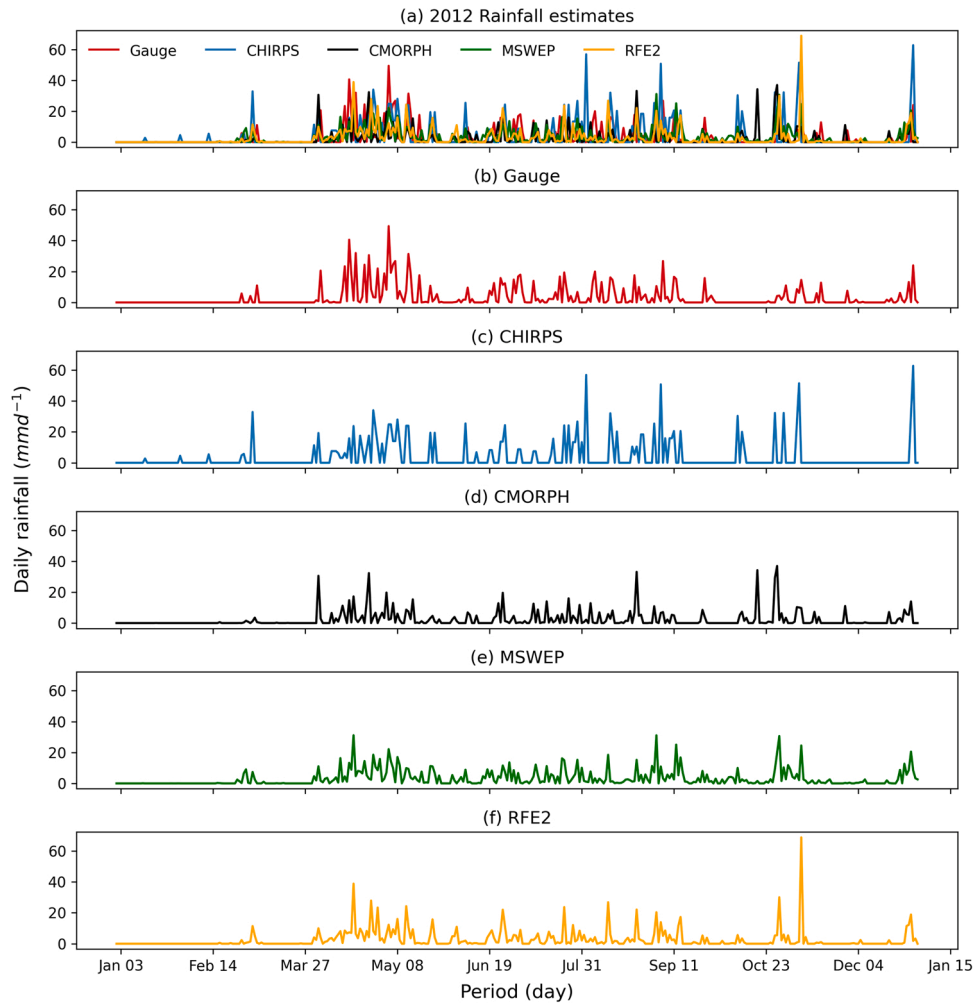 (a) 2012 Rainfall estimates
Gauge CHIRPS CMORPH MSWEP RFE2
60
40
20
0
(b) Gauge
60
40
20
0
(c) CHIRPS
60
40
20
0
(d) CMORPH
60
40
20
0
(e) MSWEP
60
40
20
0
(f) RFE2
60
40
20
0
Daily rainfall (mmd⁻¹)
Jan 03 Feb 14 Mar 27 May 08 Jun 19 Jul 31 Sep 11 Oct 23 Dec 04 Jan 15
Period (day)